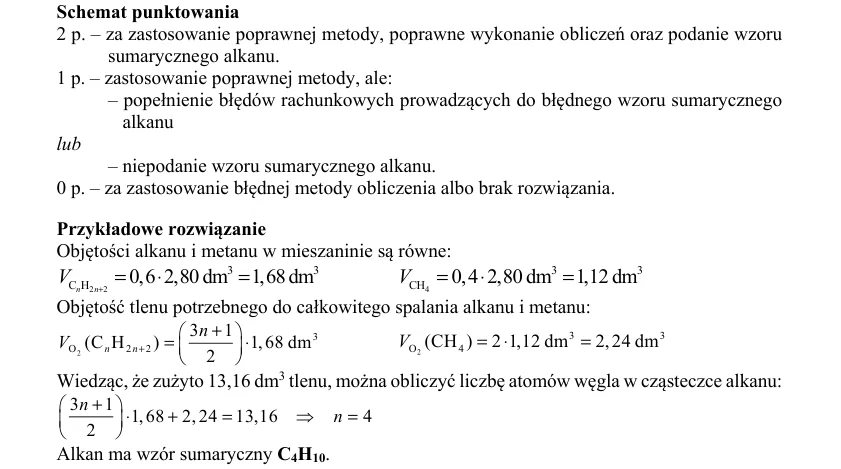 Schemat punktowania
2 p. – za zastosowanie poprawnej metody, poprawne wykonanie obliczeń oraz podanie wzoru
sumarycznego alkanu.
1 p. – zastosowanie poprawnej metody, ale:
– popełnienie błędów rachunkowych prowadzących do błędnego wzoru sumarycznego
alkanu
lub
– niepodanie wzoru sumarycznego alkanu.
0 p. – za zastosowanie błędnej metody obliczenia albo brak rozwiązania.
Przykładowe rozwiązanie
Objętości alkanu i metanu w mieszaninie są równe:
V_{C_nH_{2n+2}} = 0,6·2,80 dm³ = 1,68 dm³ V_{CH_4} = 0,4·2,80 dm³ = 1,12 dm³
Objętość tlenu potrzebnego do całkowitego spalania alkanu i metanu:
V_{O_2}(C_nH_{2n+2}) = ((3n+1)/2)·1,68 dm³ V_{O_2}(CH_4) = 2·1,12 dm³ = 2,24 dm³
Wiedząc, że zużyto 13,16 dm³ tlenu, można obliczyć liczbę atomów węgla w cząsteczce alkanu:
((3n+1)/2)·1,68 + 2,24 = 13,16 ⇒ n = 4
Alkan ma wzór sumaryczny C₄H₁₀.